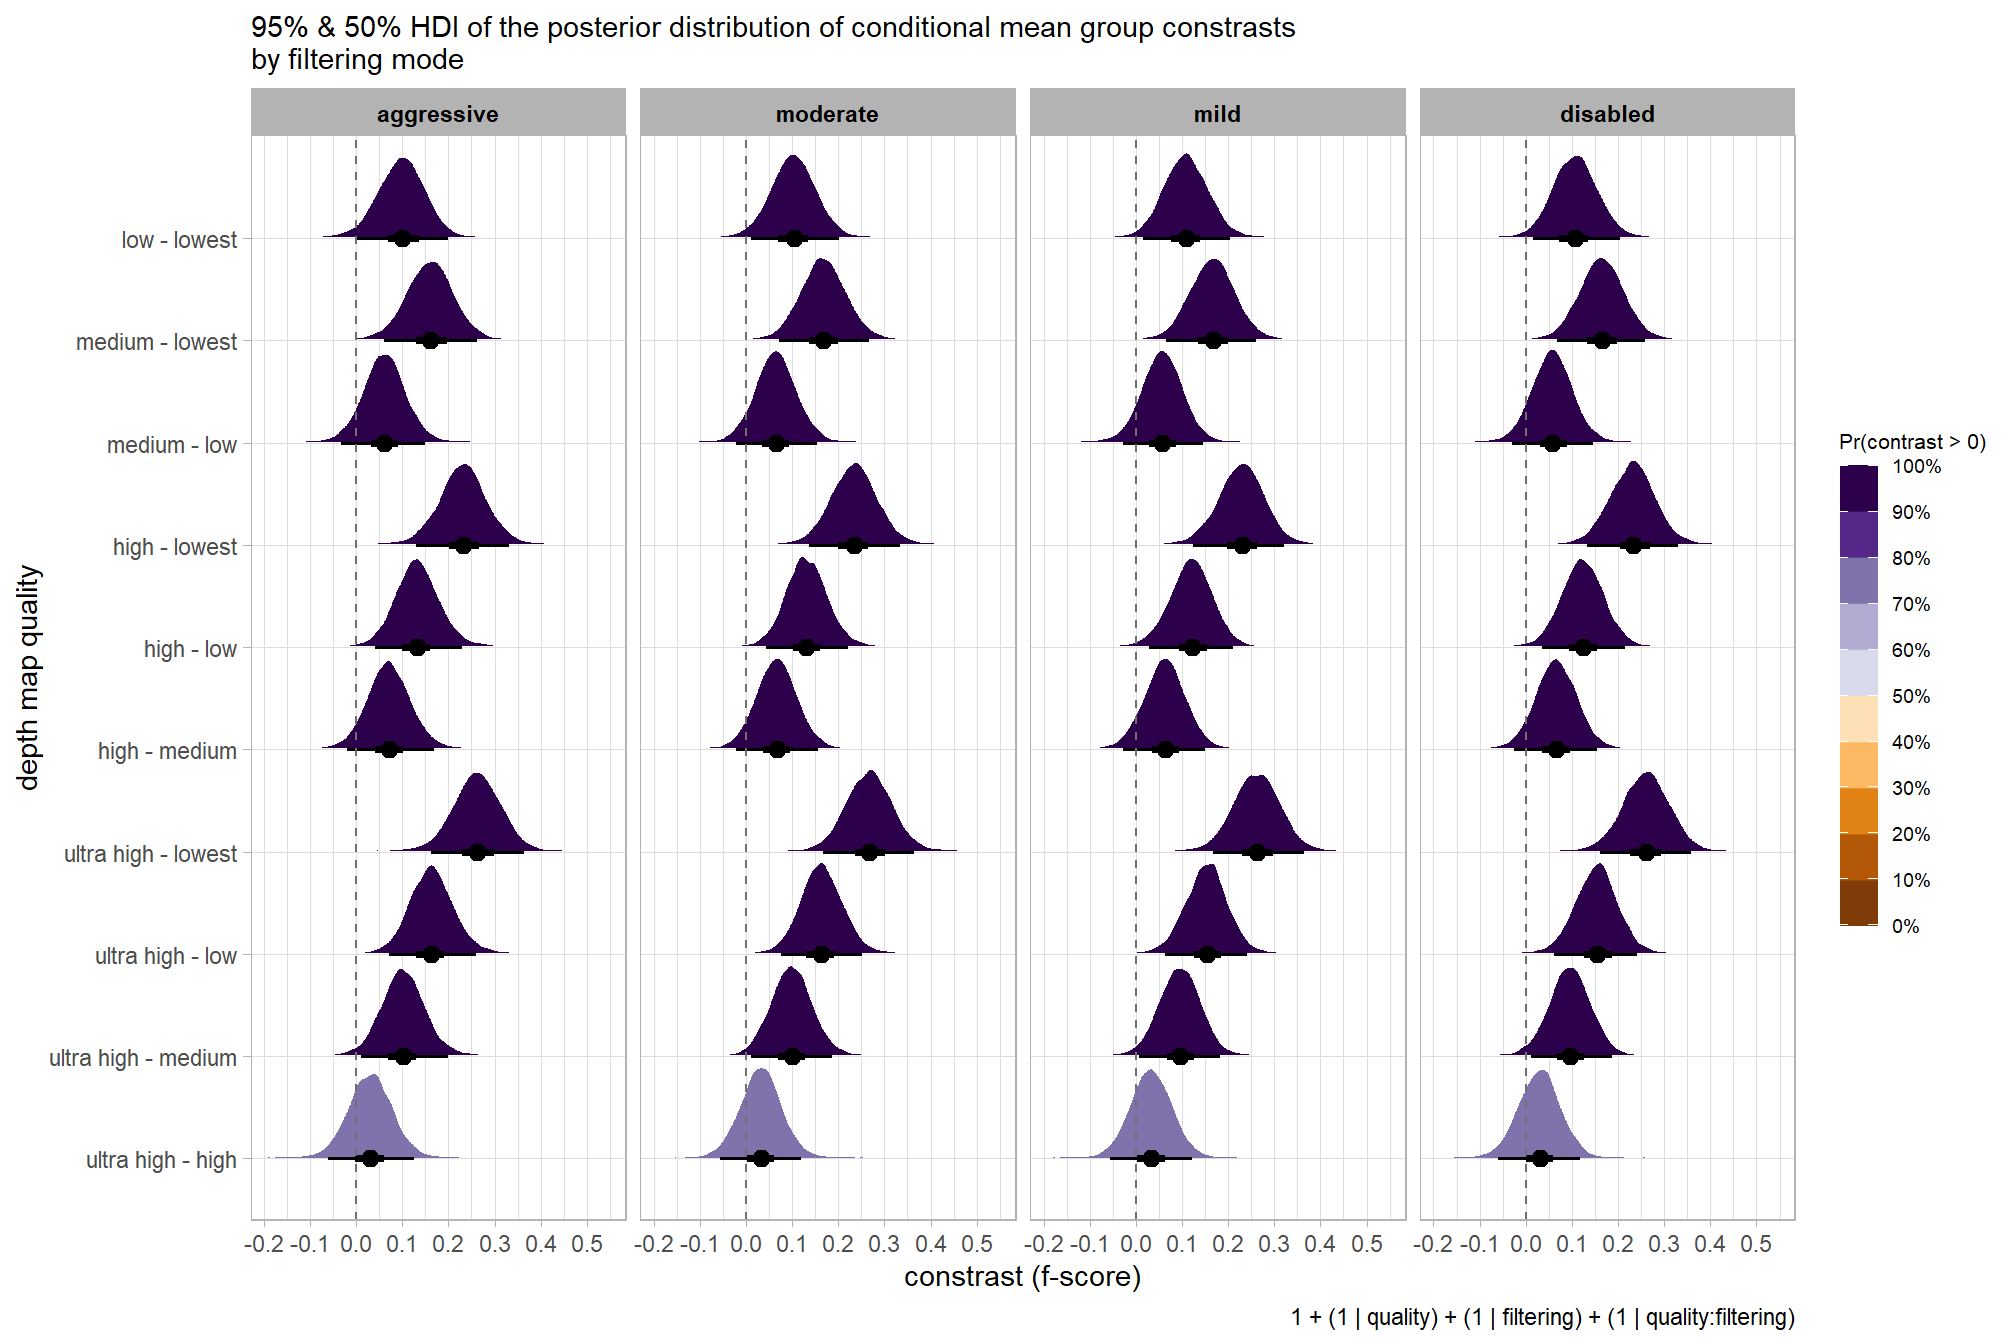 95% & 50% HDI of the posterior distribution of conditional mean group constrasts
by filtering mode
aggressive moderate mild disabled
depth map quality
low - lowest
medium - lowest
medium - low
high - lowest
high - low
high - medium
ultra high - lowest
ultra high - low
ultra high - medium
ultra high - high
Pr(contrast > 0)
100%
90%
80%
70%
60%
50%
40%
30%
20%
10%
0%
-0.2 -0.1 0.0 0.1 0.2 0.3 0.4 0.5 -0.2 -0.1 0.0 0.1 0.2 0.3 0.4 0.5 -0.2 -0.1 0.0 0.1 0.2 0.3 0.4 0.5 -0.2 -0.1 0.0 0.1 0.2 0.3 0.4 0.5
constrast (f-score)
1 + (1 | quality) + (1 | filtering) + (1 | quality:filtering)